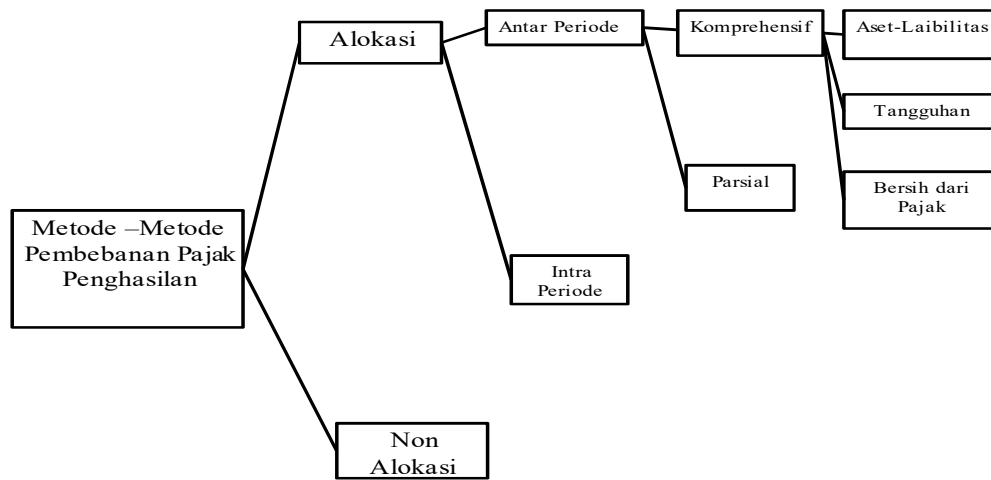 Alokasi
Antar Periode
Komprehensif
Aset-Laibilitas
Tangguhan
Parsial
Bersih dari
Pajak
Metode –Metode
Pembebanan Pajak
Penghasilan
Intra
Periode
Non
Alokasi